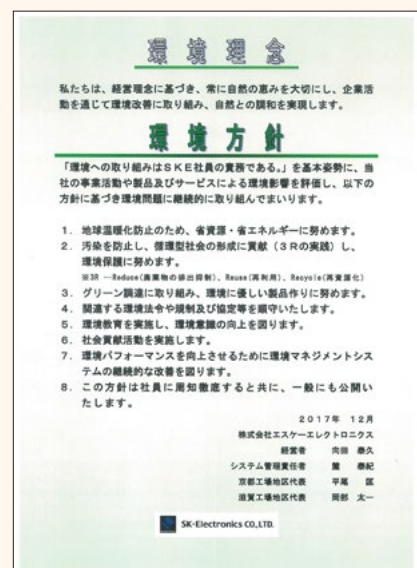 環境理念
私たちは、経営理念に基づき、常に自然の恵みを大切にし、企業活
動を通じて環境改善に取り組み、自然との調和を実現します。
環境方針
「環境への取り組みはSKE社員の責務である。」を基本姿勢に、当
社の事業活動や製品及びサービスによる環境影響を評価し、以下の
方針に基づき環境問題に継続的に取り組んでまいります。
1. 地球温暖化防止のため、省資源・省エネルギーに努めます。
2. 汚染を防止し、循環型社会の形成に貢献（3Rの実践）し、
環境保護に努めます。
※3R ―Reduce(廃棄物の排出抑制)、Reuse(再利用)、Recycle(再資源化)
3. グリーン調達に取り組み、環境に優しい製品作りに努めます。
4. 関連する環境法令や規制及び協定等を順守いたします。
5. 環境教育を実施し、環境意識の向上を図ります。
6. 社会貢献活動を実施します。
7. 環境パフォーマンスを向上させるために環境マネジメントシス
テムの継続的な改善を図ります。
8. この方針は社員に周知徹底すると共に、一般にも公開い
たします。
2017年 12月
株式会社エスケーエレクトロニクス
経営者 向田 泰久
システム管理責任者 泰紀
京都工場地区代表 平尾 匡
滋賀工場地区代表 岡部 太一
SK-Electronics CO.,LTD.